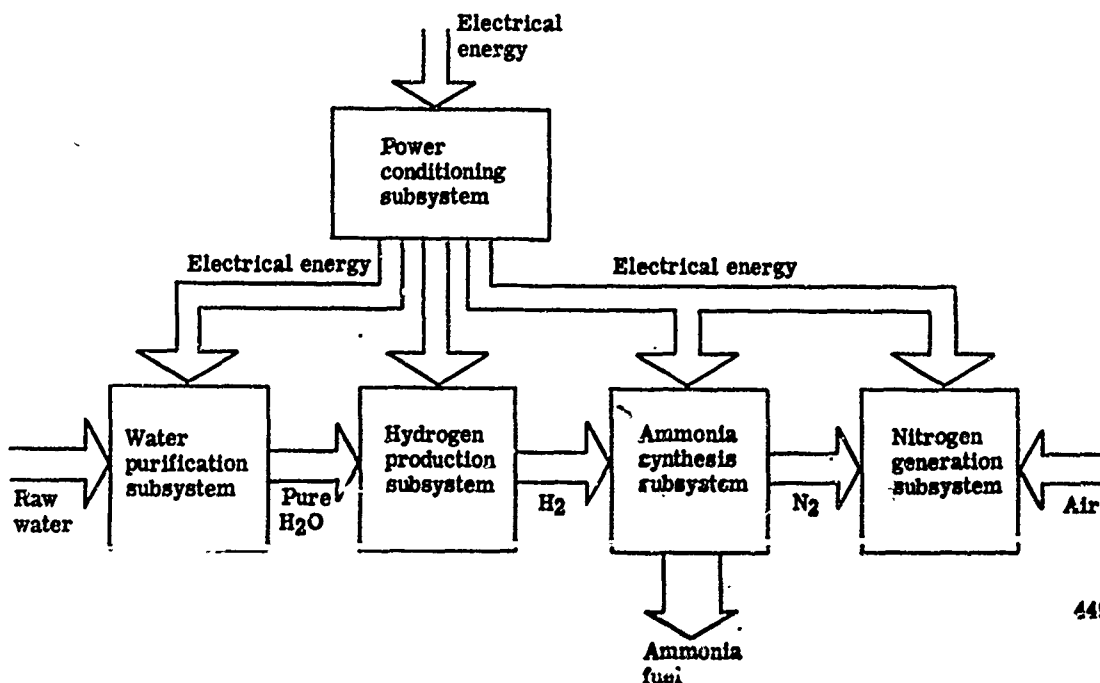 Electrical
energy
Power
conditioning
subsystem
Electrical energy
Electrical energy
Water
purification
subsystem
Hydrogen
production
subsystem
Ammonia
synthesis
subsystem
Nitrogen
generation
subsystem
Raw
water
Pure
H2O
H2
N2
Air
Ammonia
fuel